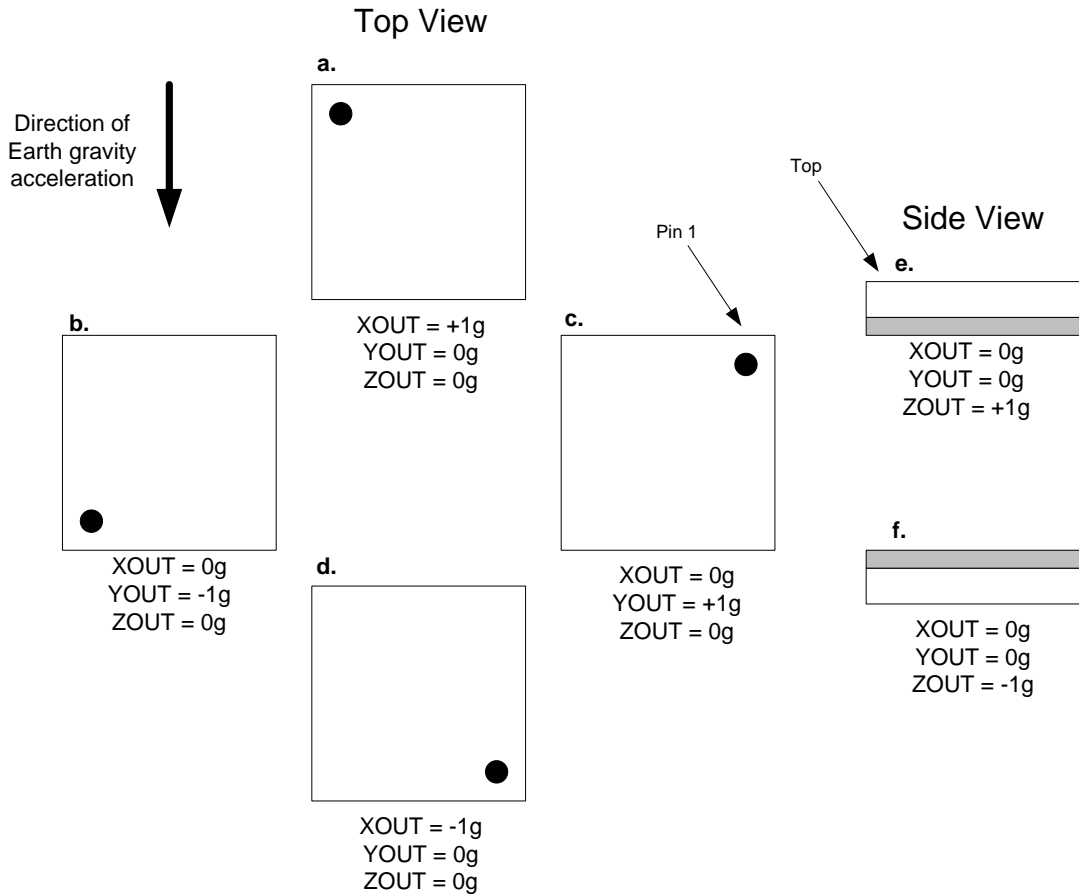 Top View
a.
Direction of
Earth gravity
acceleration
Top
Pin 1
Side View
e.
b.
XOUT = +1g
YOUT = 0g
ZOUT = 0g
c.
XOUT = 0g
YOUT = 0g
ZOUT = +1g
d.
f.
XOUT = 0g
YOUT = -1g
ZOUT = 0g
XOUT = 0g
YOUT = +1g
ZOUT = 0g
XOUT = 0g
YOUT = 0g
ZOUT = -1g
XOUT = -1g
YOUT = 0g
ZOUT = 0g